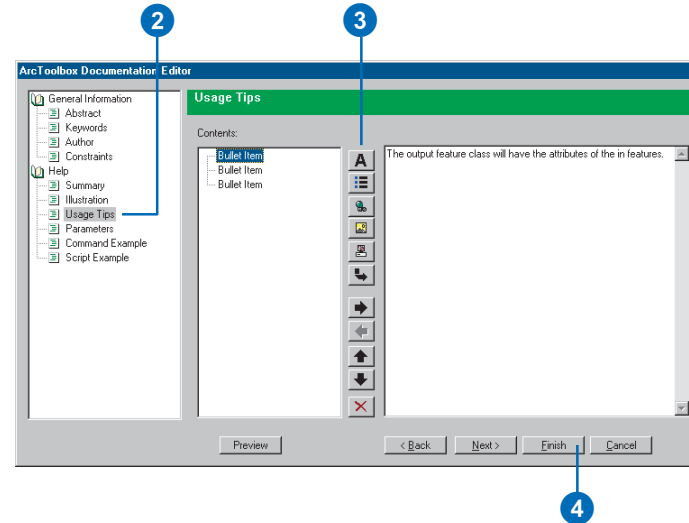 2
3
ArcToolbox Documentation Editor
General Information
Abstract
Keywords
Author
Constraints
Help
Summary
Illustration
Usage Tips
Parameters
Command Example
Script Example
Usage Tips
Contents:
Bullet Item
Bullet Item
Bullet Item
A
The output feature class will have the attributes of the in features.
Preview
< Back
Next >
Finish
Cancel
4